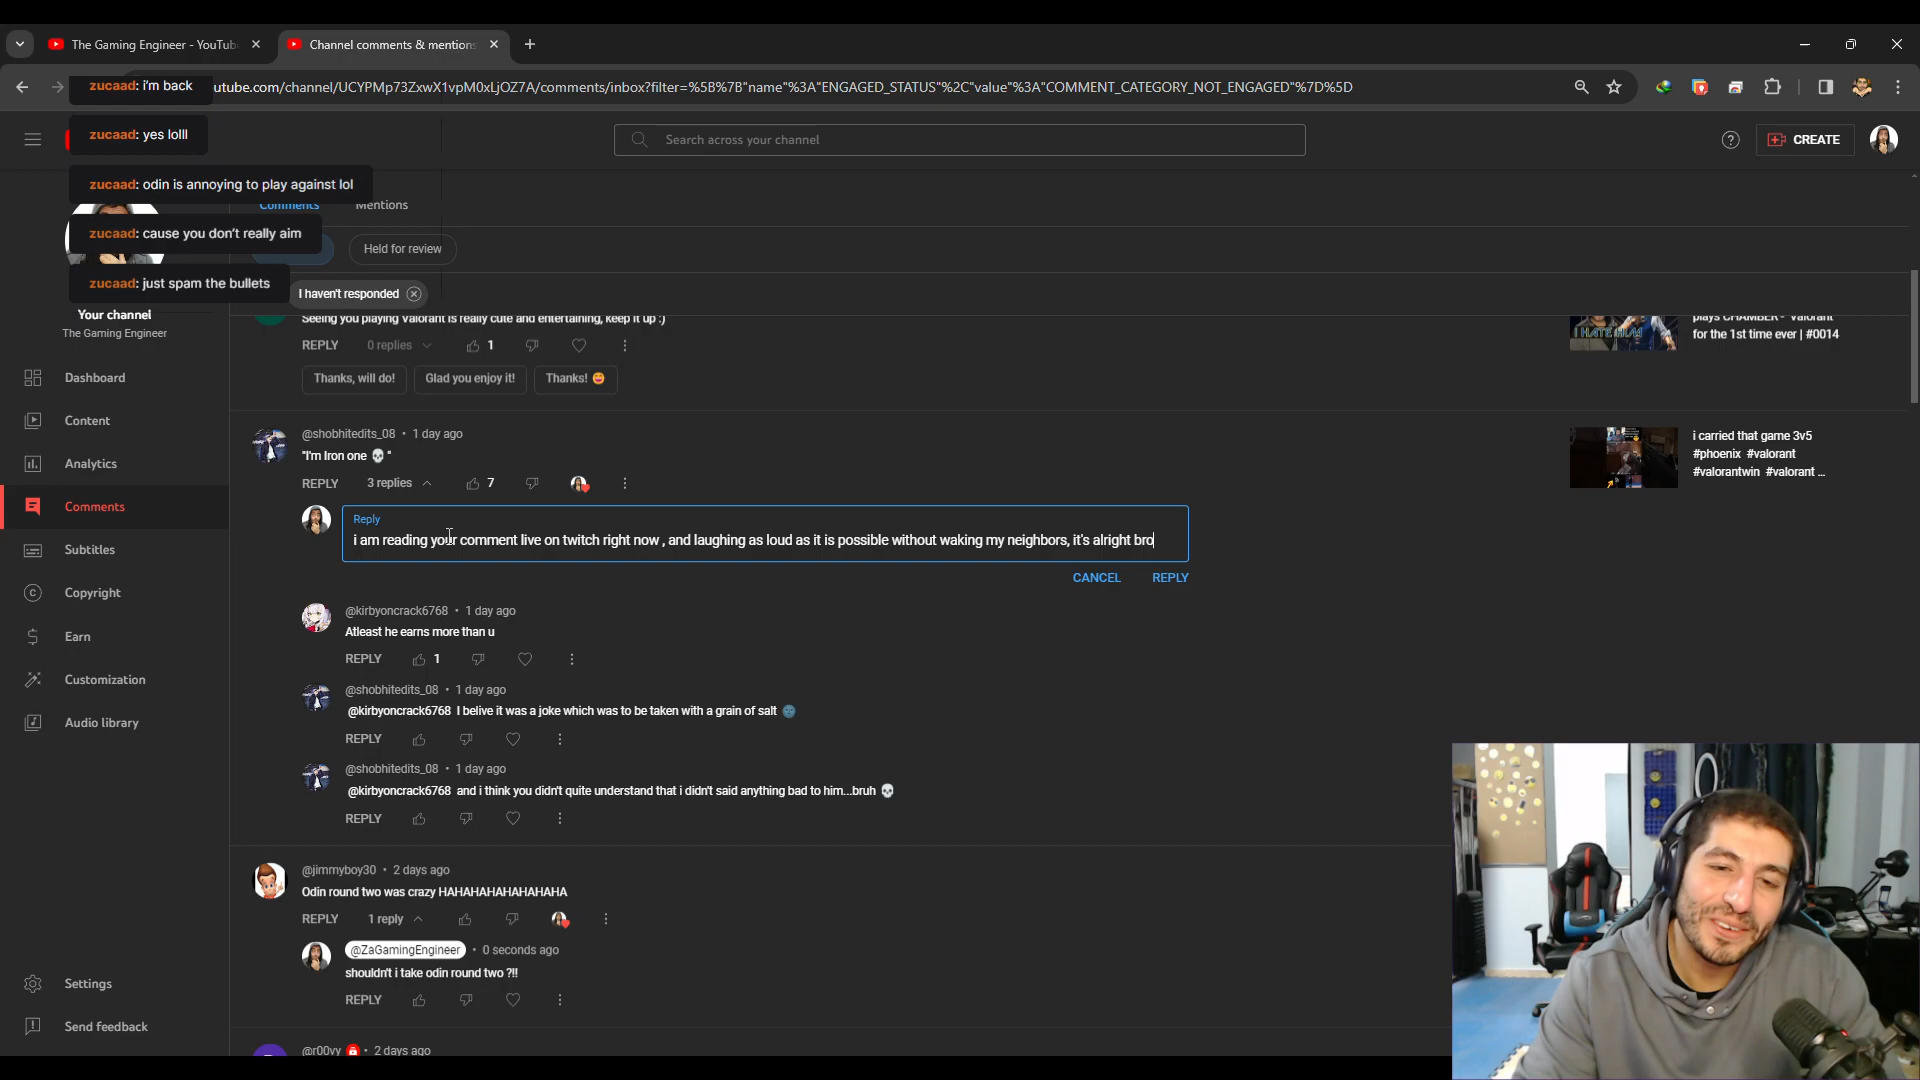 The Gaming Engineer - YouTub
Channel comments & mentions
utube.com/channel/UCYPMp73ZxwX1vpM0xLjOZ7A/comments/inbox?filter=%5B%7B"name"%3A"ENGAGED_STATUS"%2C"value"%3A"COMMENT_CATEGORY_NOT_ENGAGED"%7D%5D
zucaad: i'm back
zucaad: yes lolll
zucaad: odin is annoying to play against lol
zucaad: cause you don't really aim
zucaad: just spam the bullets
Search across your channel
CREATE
Comments
Mentions
Held for review
I haven't responded
Your channel
The Gaming Engineer
Dashboard
Content
Analytics
Comments
Subtitles
Copyright
Earn
Customization
Audio library
Settings
Send feedback
Seeing you playing Valorant is really cute and entertaining, keep it up :)
REPLY 0 replies 1
Thanks, will do! Glad you enjoy it! Thanks! 😄
I HATE HIM
plays CHAMBER - Valorant
for the 1st time ever | #0014
@shobhitedits_08 • 1 day ago
"I'm Iron one 💀 "
REPLY 3 replies 7
i carried that game 3v5
#phoenix #valorant
#valorantwin #valorant ...
Reply
i am reading your comment live on twitch right now , and laughing as loud as it is possible without waking my neighbors, it's alright bro
CANCEL REPLY
@kirbyoncrack6768 • 1 day ago
Atleast he earns more than u
REPLY 1
@shobhitedits_08 • 1 day ago
@kirbyoncrack6768 I belive it was a joke which was to be taken with a grain of salt 🌚
REPLY
@shobhitedits_08 • 1 day ago
@kirbyoncrack6768 and i think you didn't quite understand that i didn't said anything bad to him...bruh 💀
REPLY
@jimmyboy30 • 2 days ago
Odin round two was crazy HAHAHAHAHAHAHA
REPLY 1 reply
@ZaGamingEngineer • 0 seconds ago
shouldn't i take odin round two ?!!
REPLY
@r00vy • 2 days ago